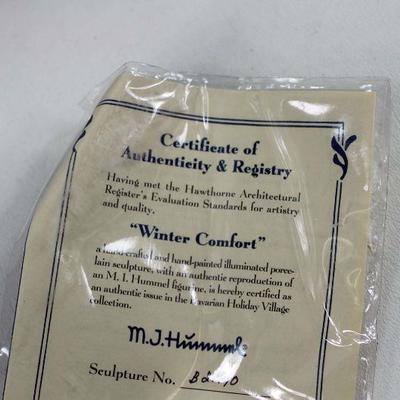 Certificate of
Authenticity & Registry
Having met the Hawthorne Architectural
Register's Evaluation Standards for artistry
and quality.
"Winter Comfort"
a hand-crafted and hand-painted illuminated porce-
lain sculpture, with an authentic reproduction of
an M. I. Hummel figurine, is hereby certified as
an authentic issue in the Bavarian Holiday Village
collection.
M.J.Hummel
Sculpture No.